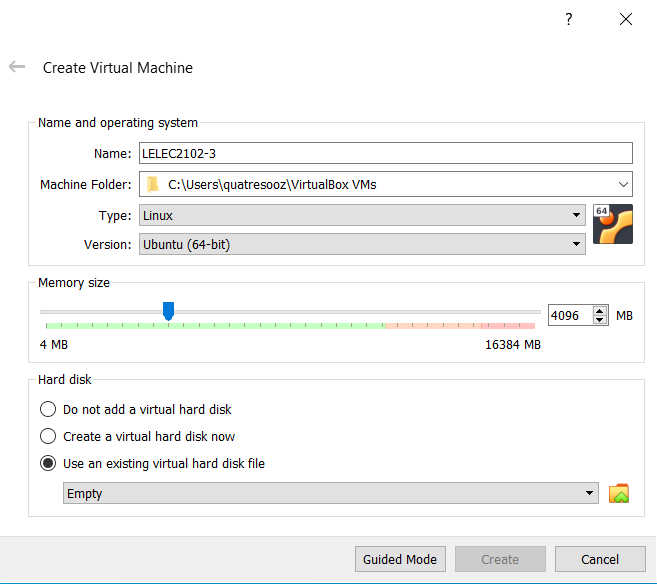 ?
Create Virtual Machine
Name and operating system
Name: LELEC2102-3
Machine Folder: C:\Users\quatresooz\VirtualBox VMs
Type: Linux
64
Version: Ubuntu (64-bit)
Memory size
4096 MB
4 MB 16384 MB
Hard disk
Do not add a virtual hard disk
Create a virtual hard disk now
Use an existing virtual hard disk file
Empty
Guided Mode Create Cancel